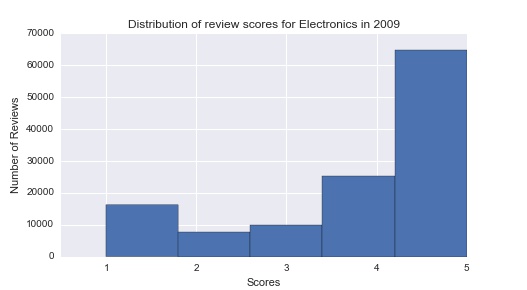 Distribution of review scores for Electronics in 2009
70000
60000
50000
40000
30000
20000
10000
0
Number of Reviews
1 2 3 4 5
Scores